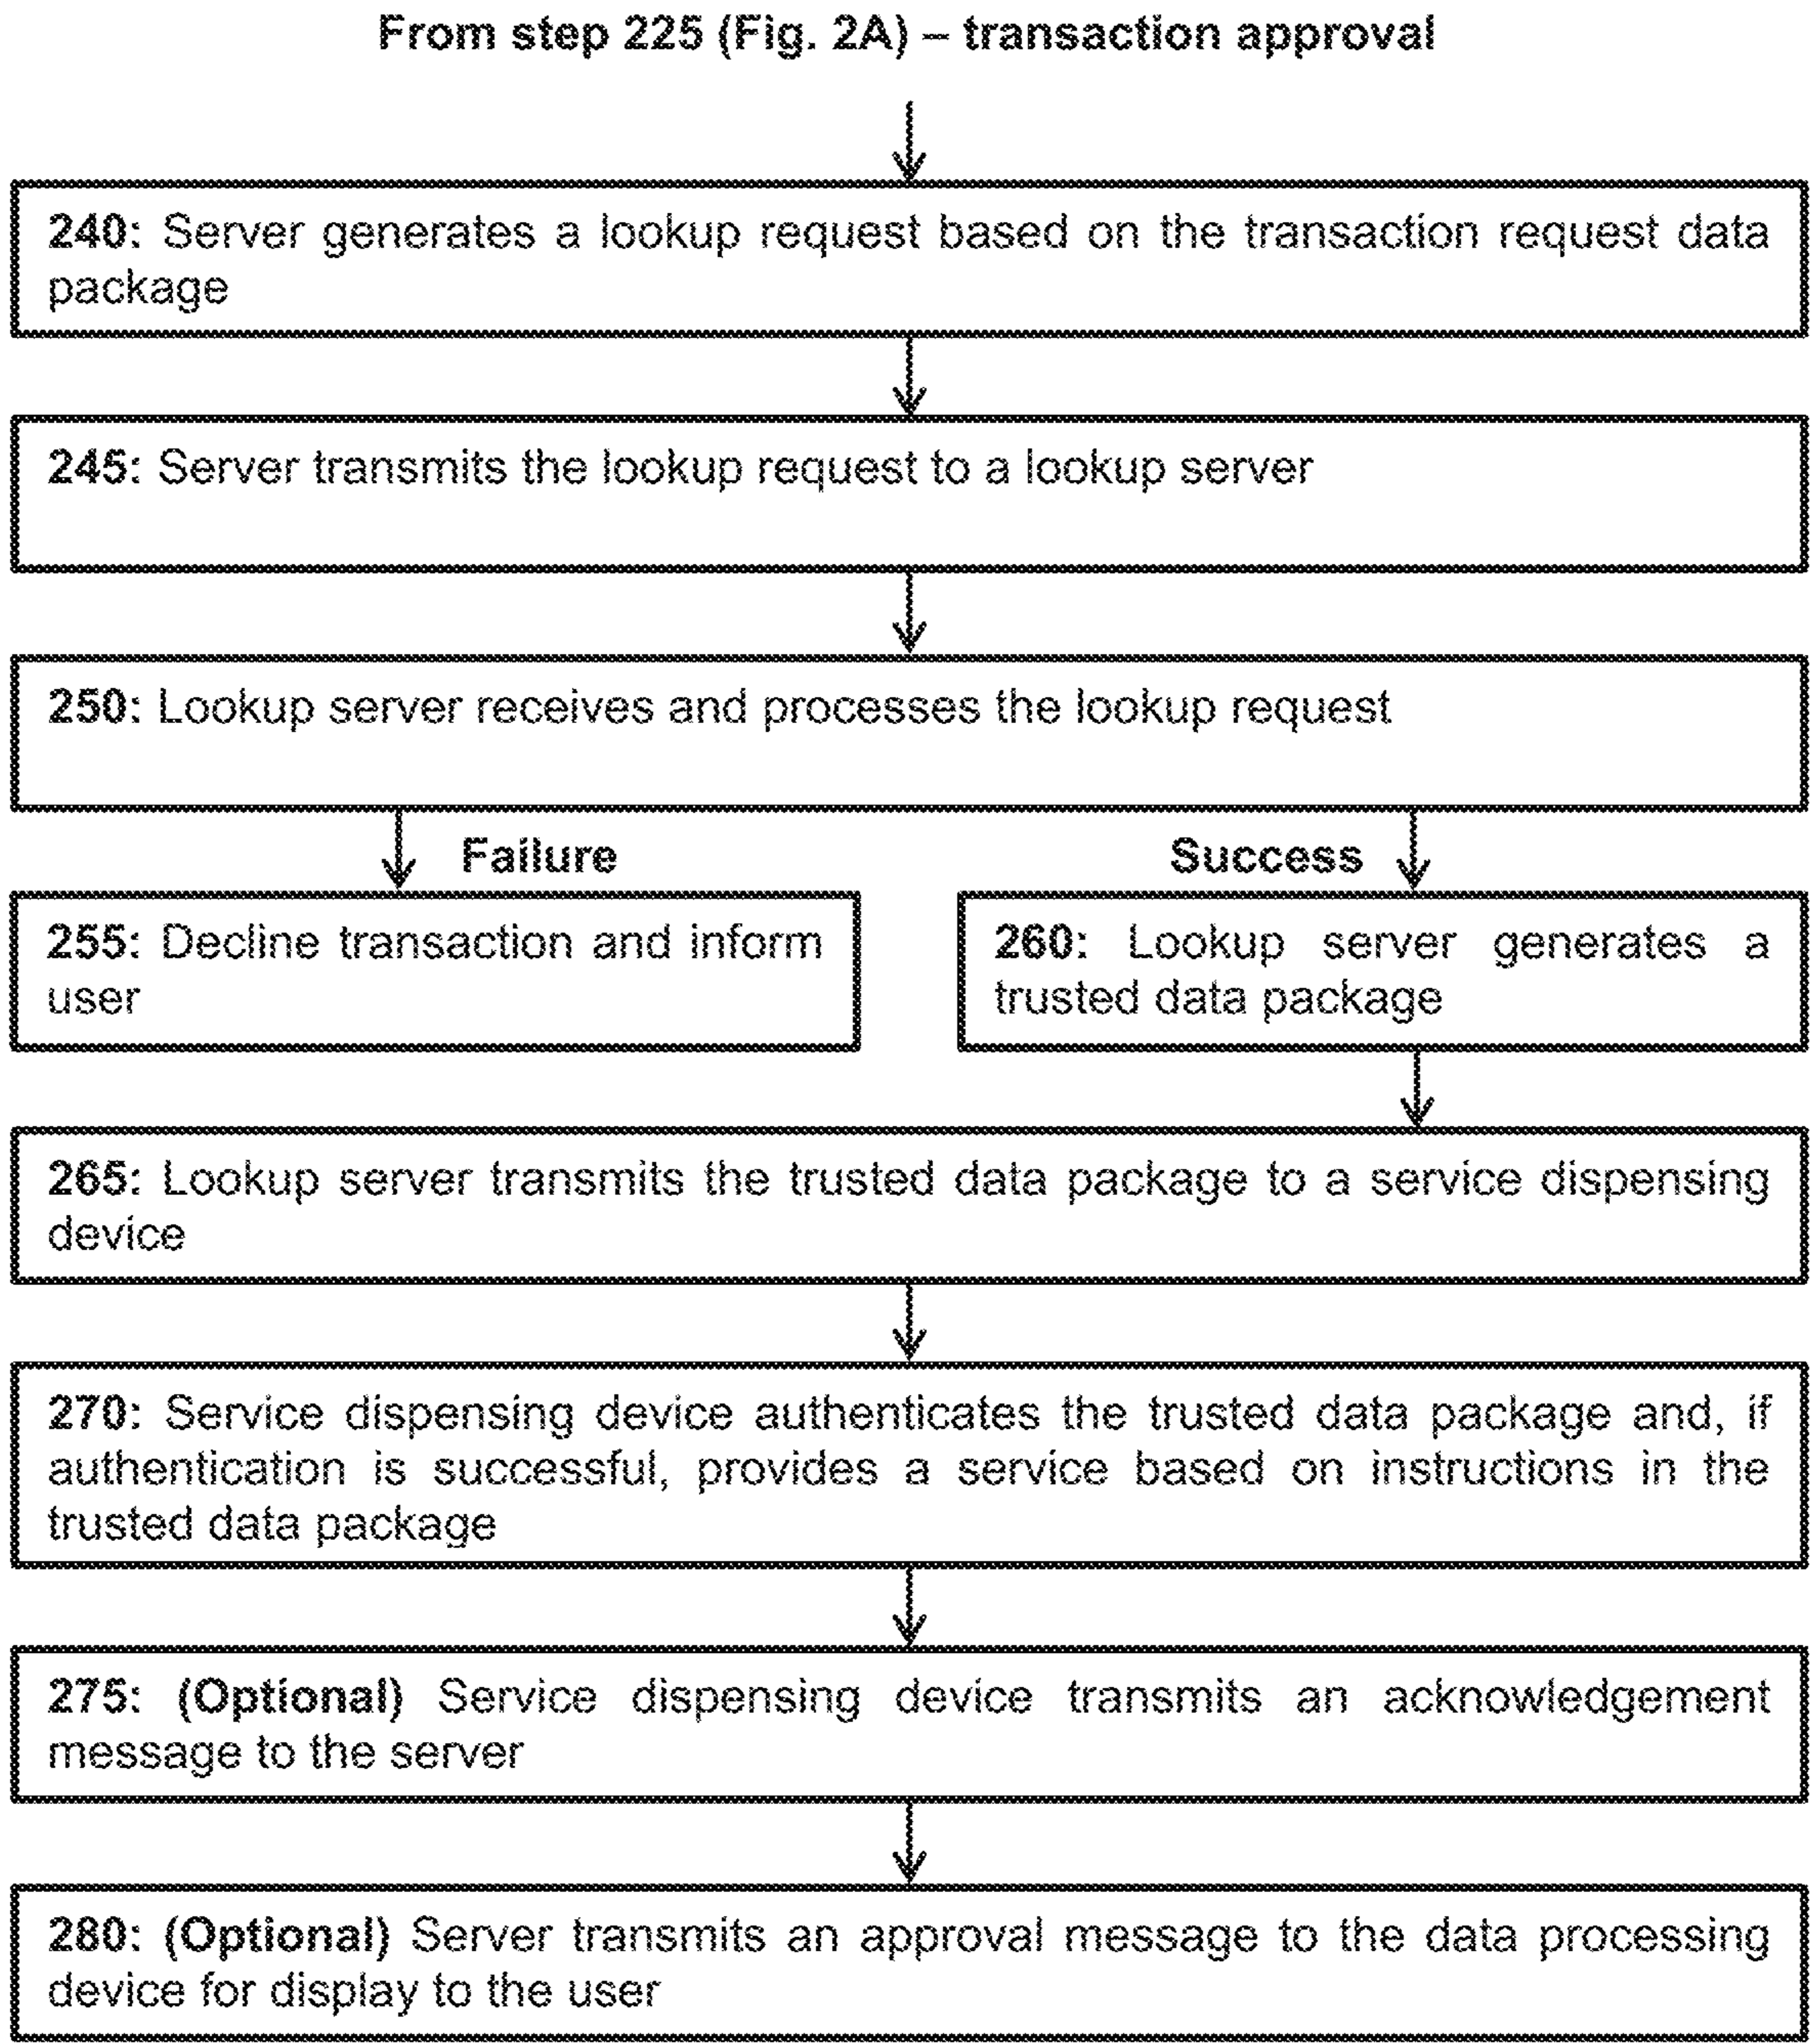 From step 225 (Fig. 2A) – transaction approval
240: Server generates a lookup request based on the transaction request data
package
245: Server transmits the lookup request to a lookup server
250: Lookup server receives and processes the lookup request
Failure
Success
255: Decline transaction and inform
user
260: Lookup server generates a
trusted data package
265: Lookup server transmits the trusted data package to a service dispensing
device
270: Service dispensing device authenticates the trusted data package and, if
authentication is successful, provides a service based on instructions in the
trusted data package
275: (Optional) Service dispensing device transmits an acknowledgement
message to the server
280: (Optional) Server transmits an approval message to the data processing
device for display to the user